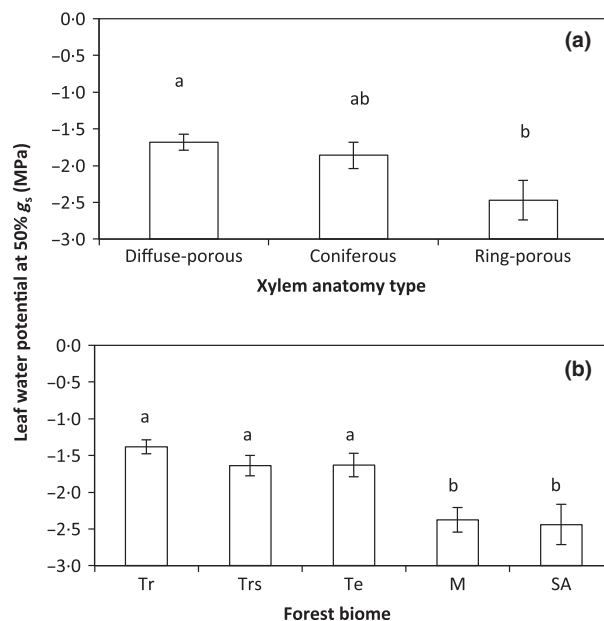 Leaf water potential at 50% gs (MPa)
0·0
−0·5
−1·0
−1·5
−2·0
−2·5
−3·0
(a)
a
ab
b
Diffuse-porous Coniferous Ring-porous
Xylem anatomy type
0·0
−0·5
−1·0
−1·5
−2·0
−2·5
−3·0
(b)
a a a b b
Tr Trs Te M SA
Forest biome